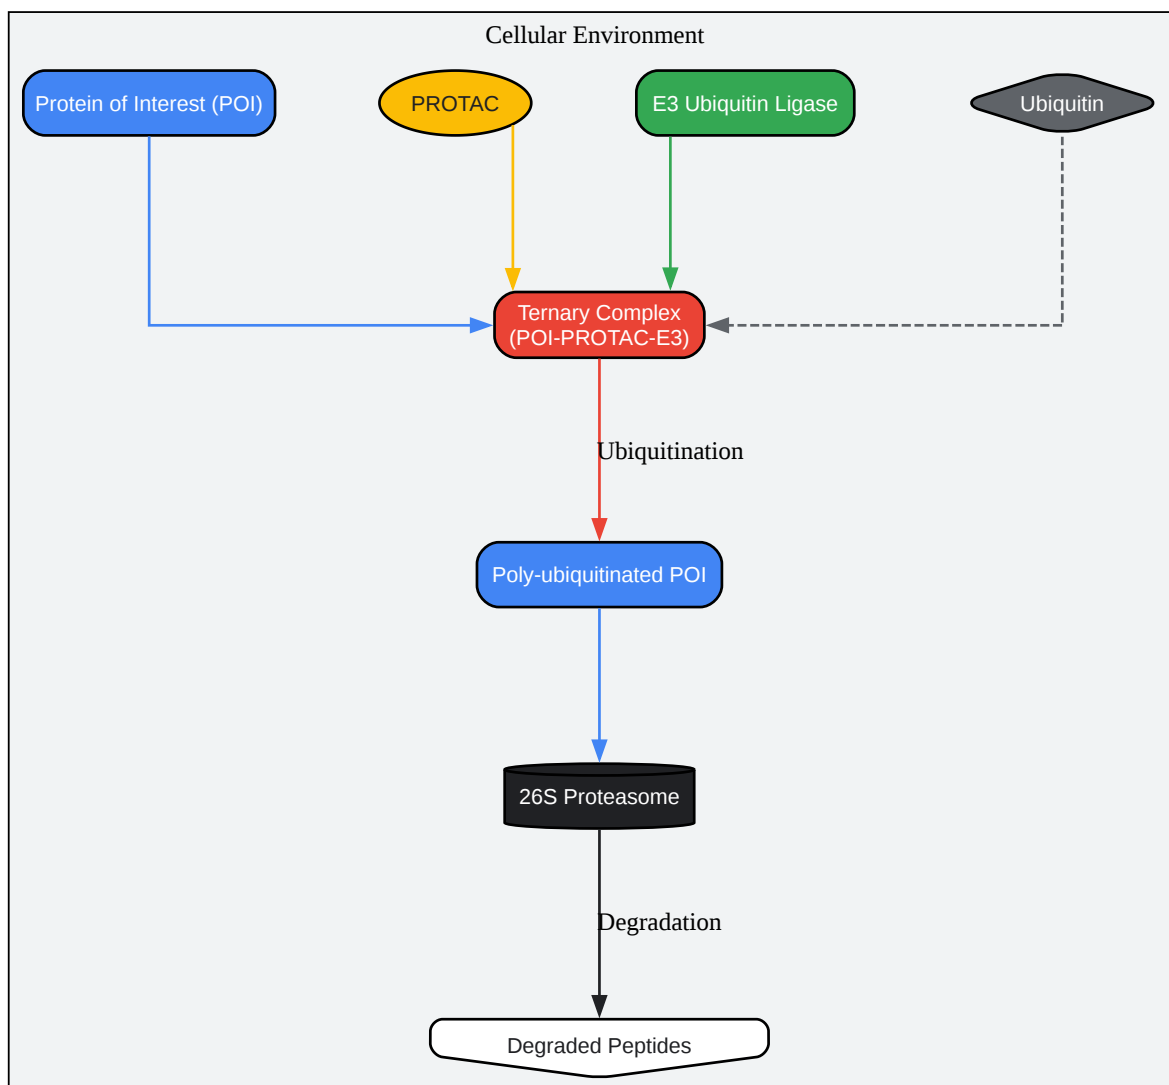 Cellular Environment
Protein of Interest (POI)
PROTAC
E3 Ubiquitin Ligase
Ubiquitin
Ternary Complex
(POI-PROTAC-E3)
Ubiquitination
Poly-ubiquitinated POI
26S Proteasome
Degradation
Degraded Peptides